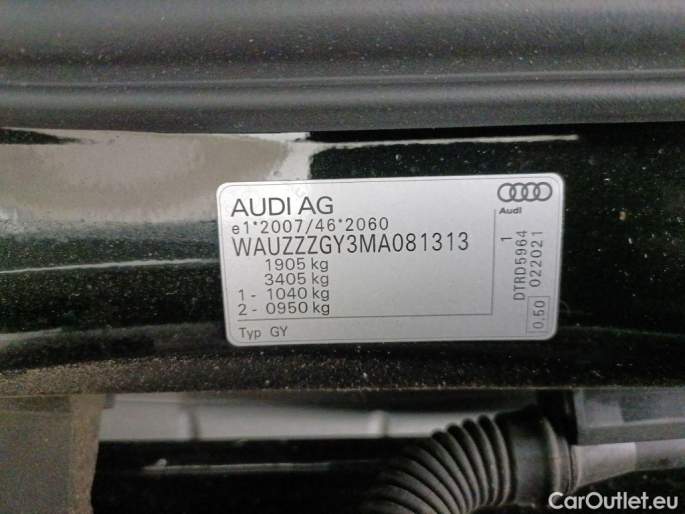 AUDI AG
e1*2007/46*2060
WAUZZZGY3MA081313
1905 kg
3405 kg
1 - 1040 kg
2 - 0950 kg
Typ GY
Audi
1
DTRD5964
022021
0.50
CarOutlet.eu